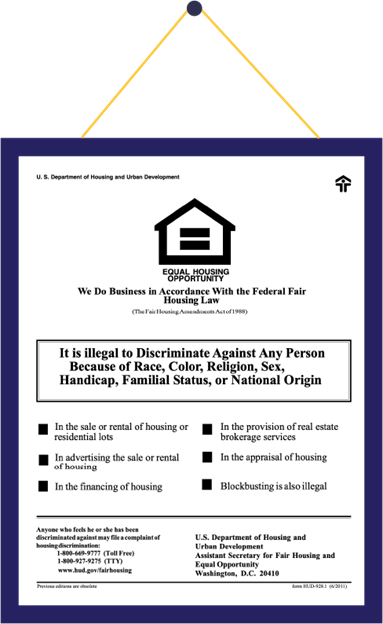 U. S. Department of Housing and Urban Development
EQUAL HOUSING
OPPORTUNITY
We Do Business in Accordance With the Federal Fair
Housing Law
(The Fair Housing Amendments Act of 1988)
It is illegal to Discriminate Against Any Person
Because of Race, Color, Religion, Sex,
Handicap, Familial Status, or National Origin
In the sale or rental of housing or
residential lots
In advertising the sale or rental
of housing
In the financing of housing
In the provision of real estate
brokerage services
In the appraisal of housing
Blockbusting is also illegal
Anyone who feels he or she has been
discriminated against may file a complaint of
housing discrimination:
1-800-669-9777 (Toll Free)
1-800-927-9275 (TTY)
www.hud.gov/fairhousing
U.S. Department of Housing and
Urban Development
Assistant Secretary for Fair Housing and
Equal Opportunity
Washington, D.C. 20410
Previous editions are obsolete
form HUD-928.1 (6/2011)